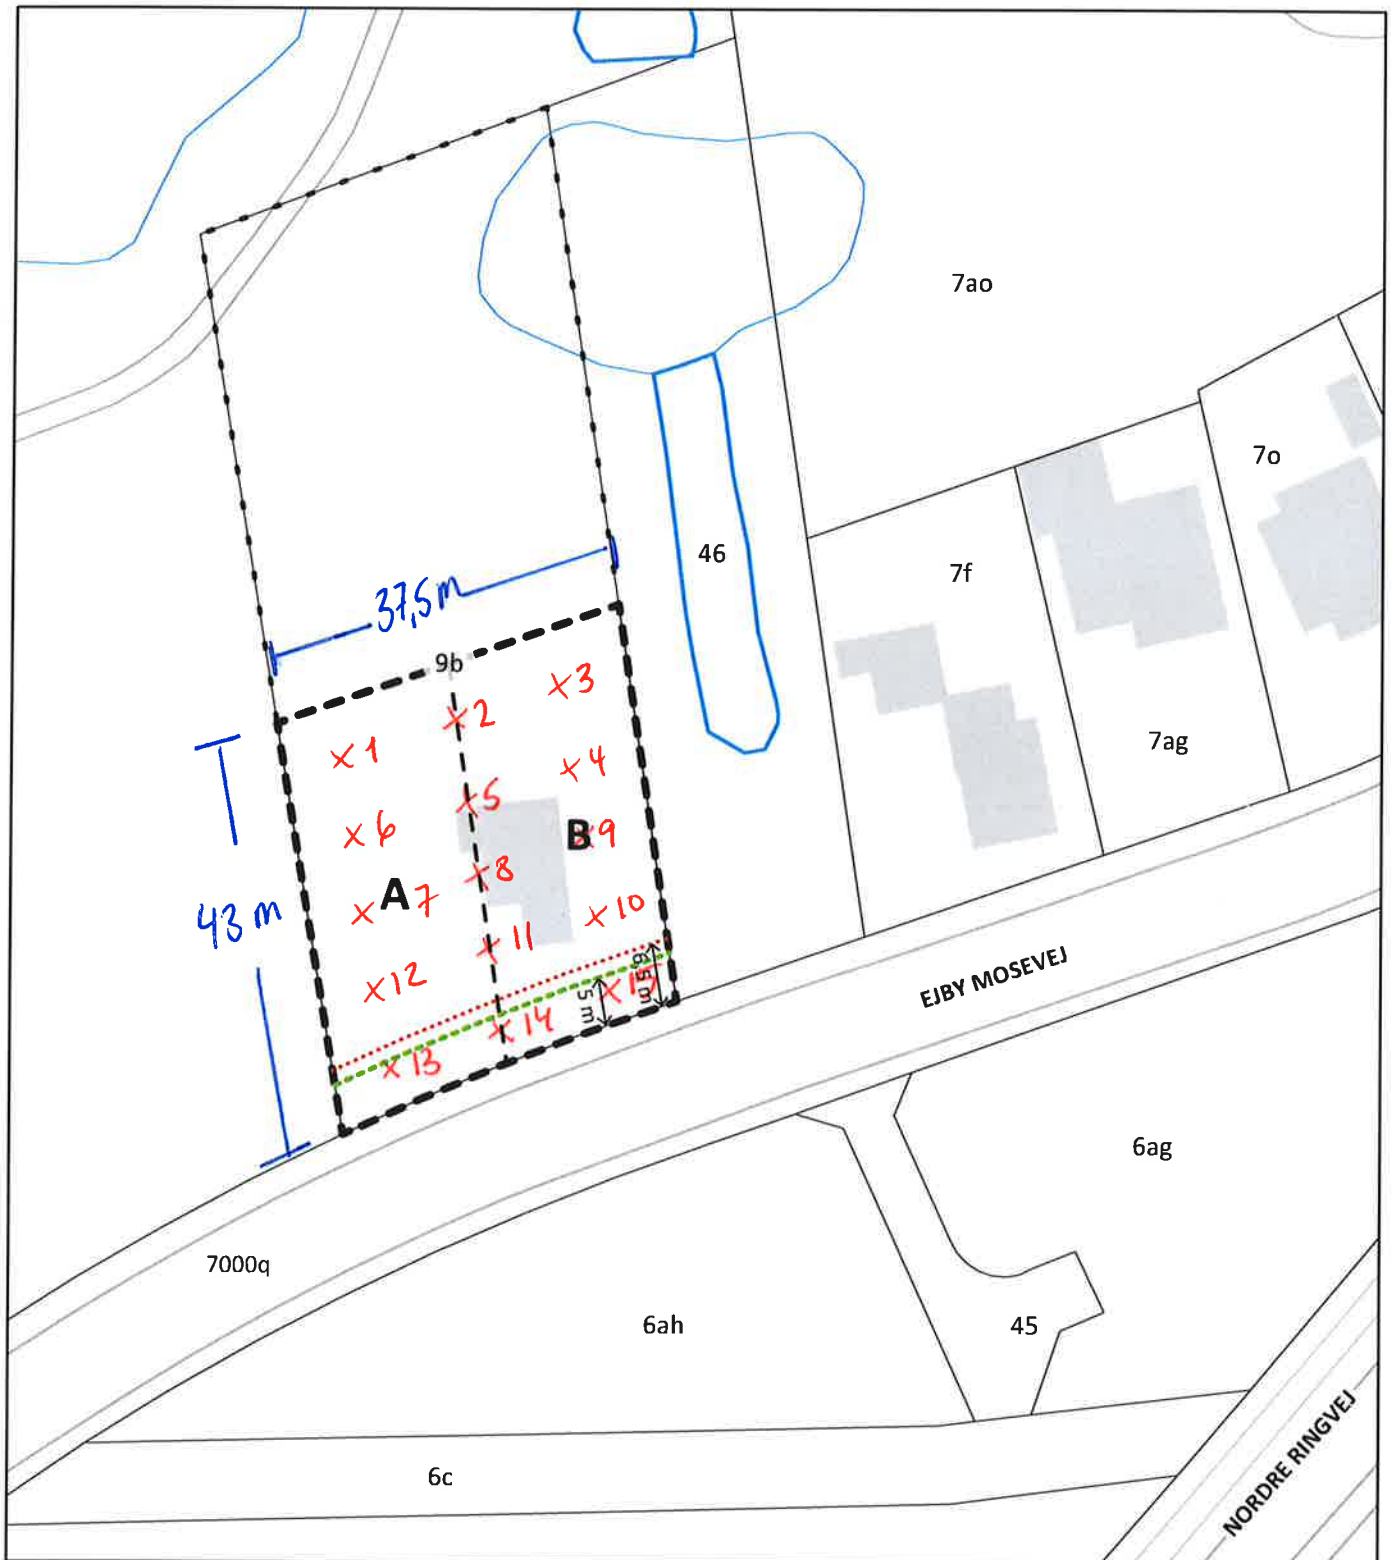 7ao
7o
46
7f
37,5m
9b
x3
x2
7ag
x1
x4
x5
x6
B
x9
x8
A
x 7
x10
43 m
x11
6,5 m
EJBY MOSEVEJ
x12
x15
5 m
x14
x13
6ag
7000q
6ah
45
NORDRE RINGVEJ
6c